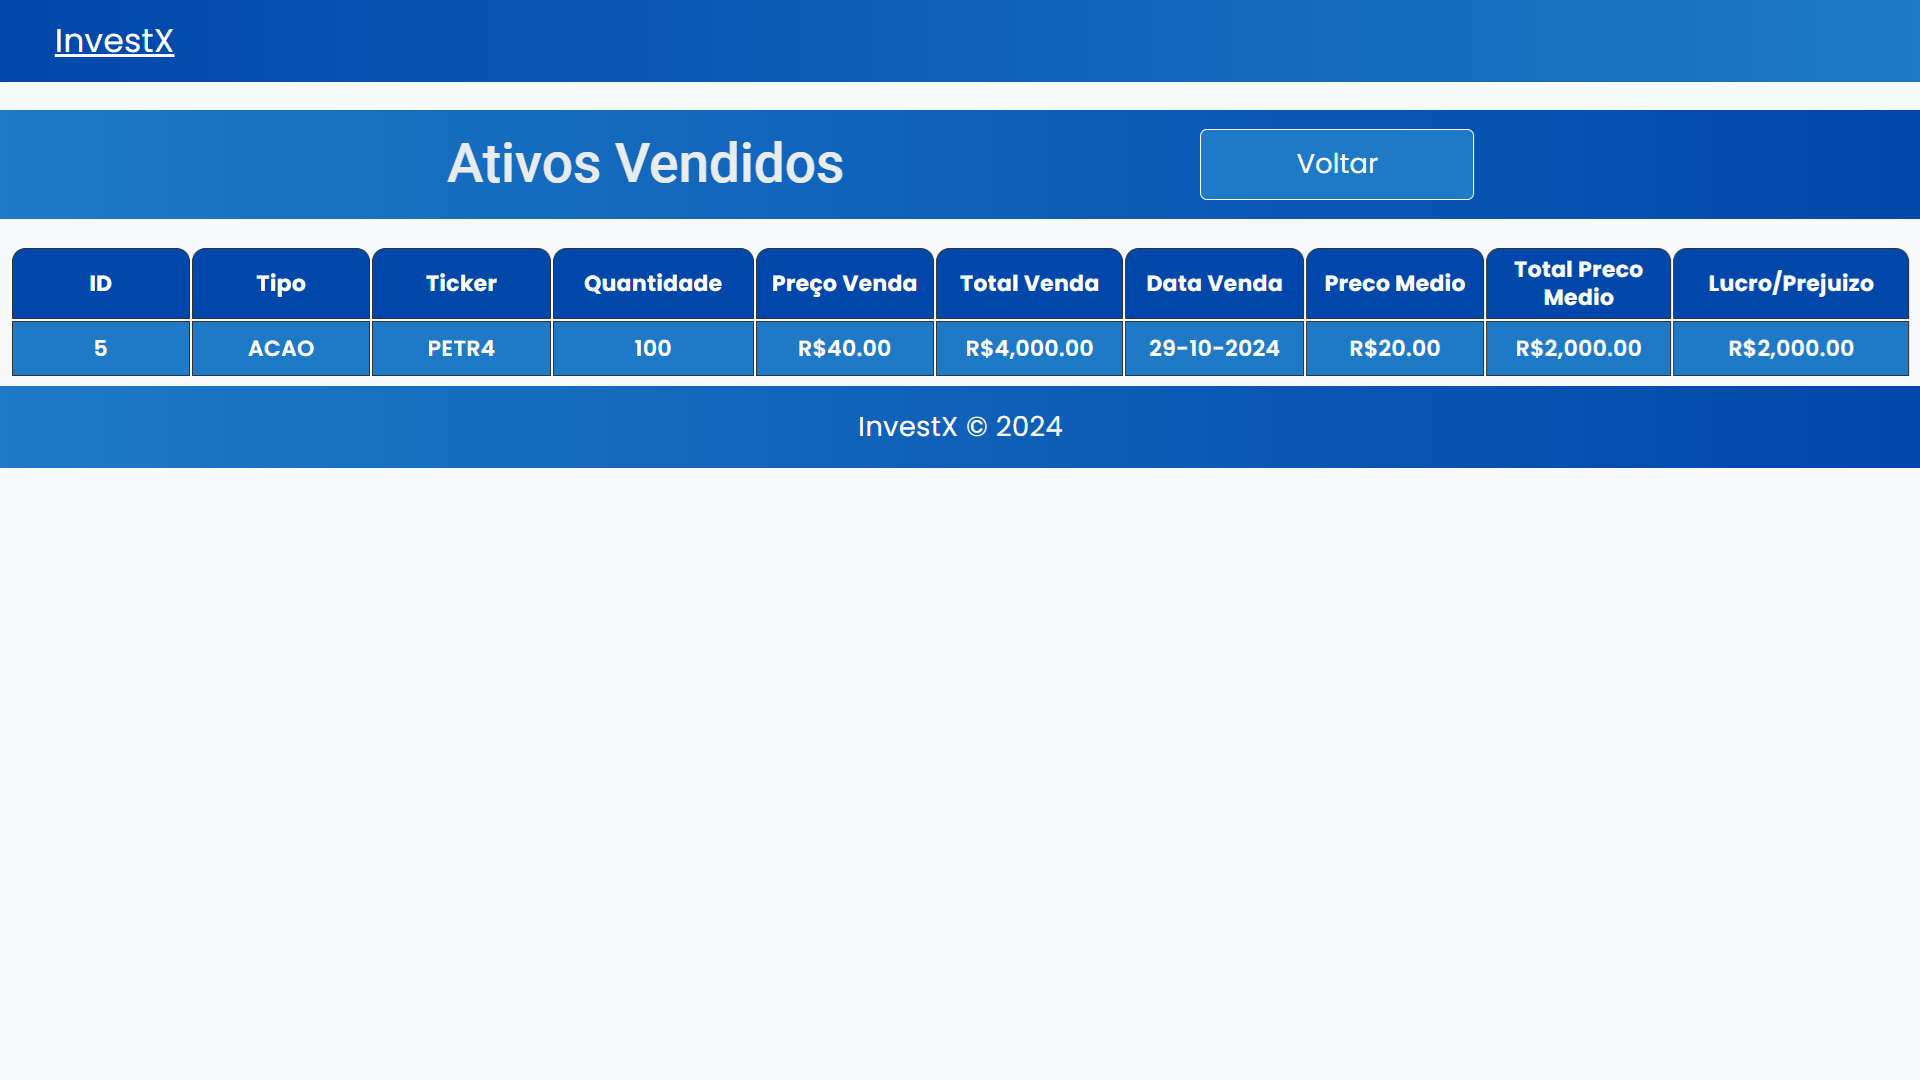 InvestX
Ativos Vendidos
Voltar
ID Tipo Ticker Quantidade Preço Venda Total Venda Data Venda Preco Medio Total Preco Medio Lucro/Prejuizo
5 ACAO PETR4 100 R$40.00 R$4,000.00 29-10-2024 R$20.00 R$2,000.00 R$2,000.00
InvestX © 2024